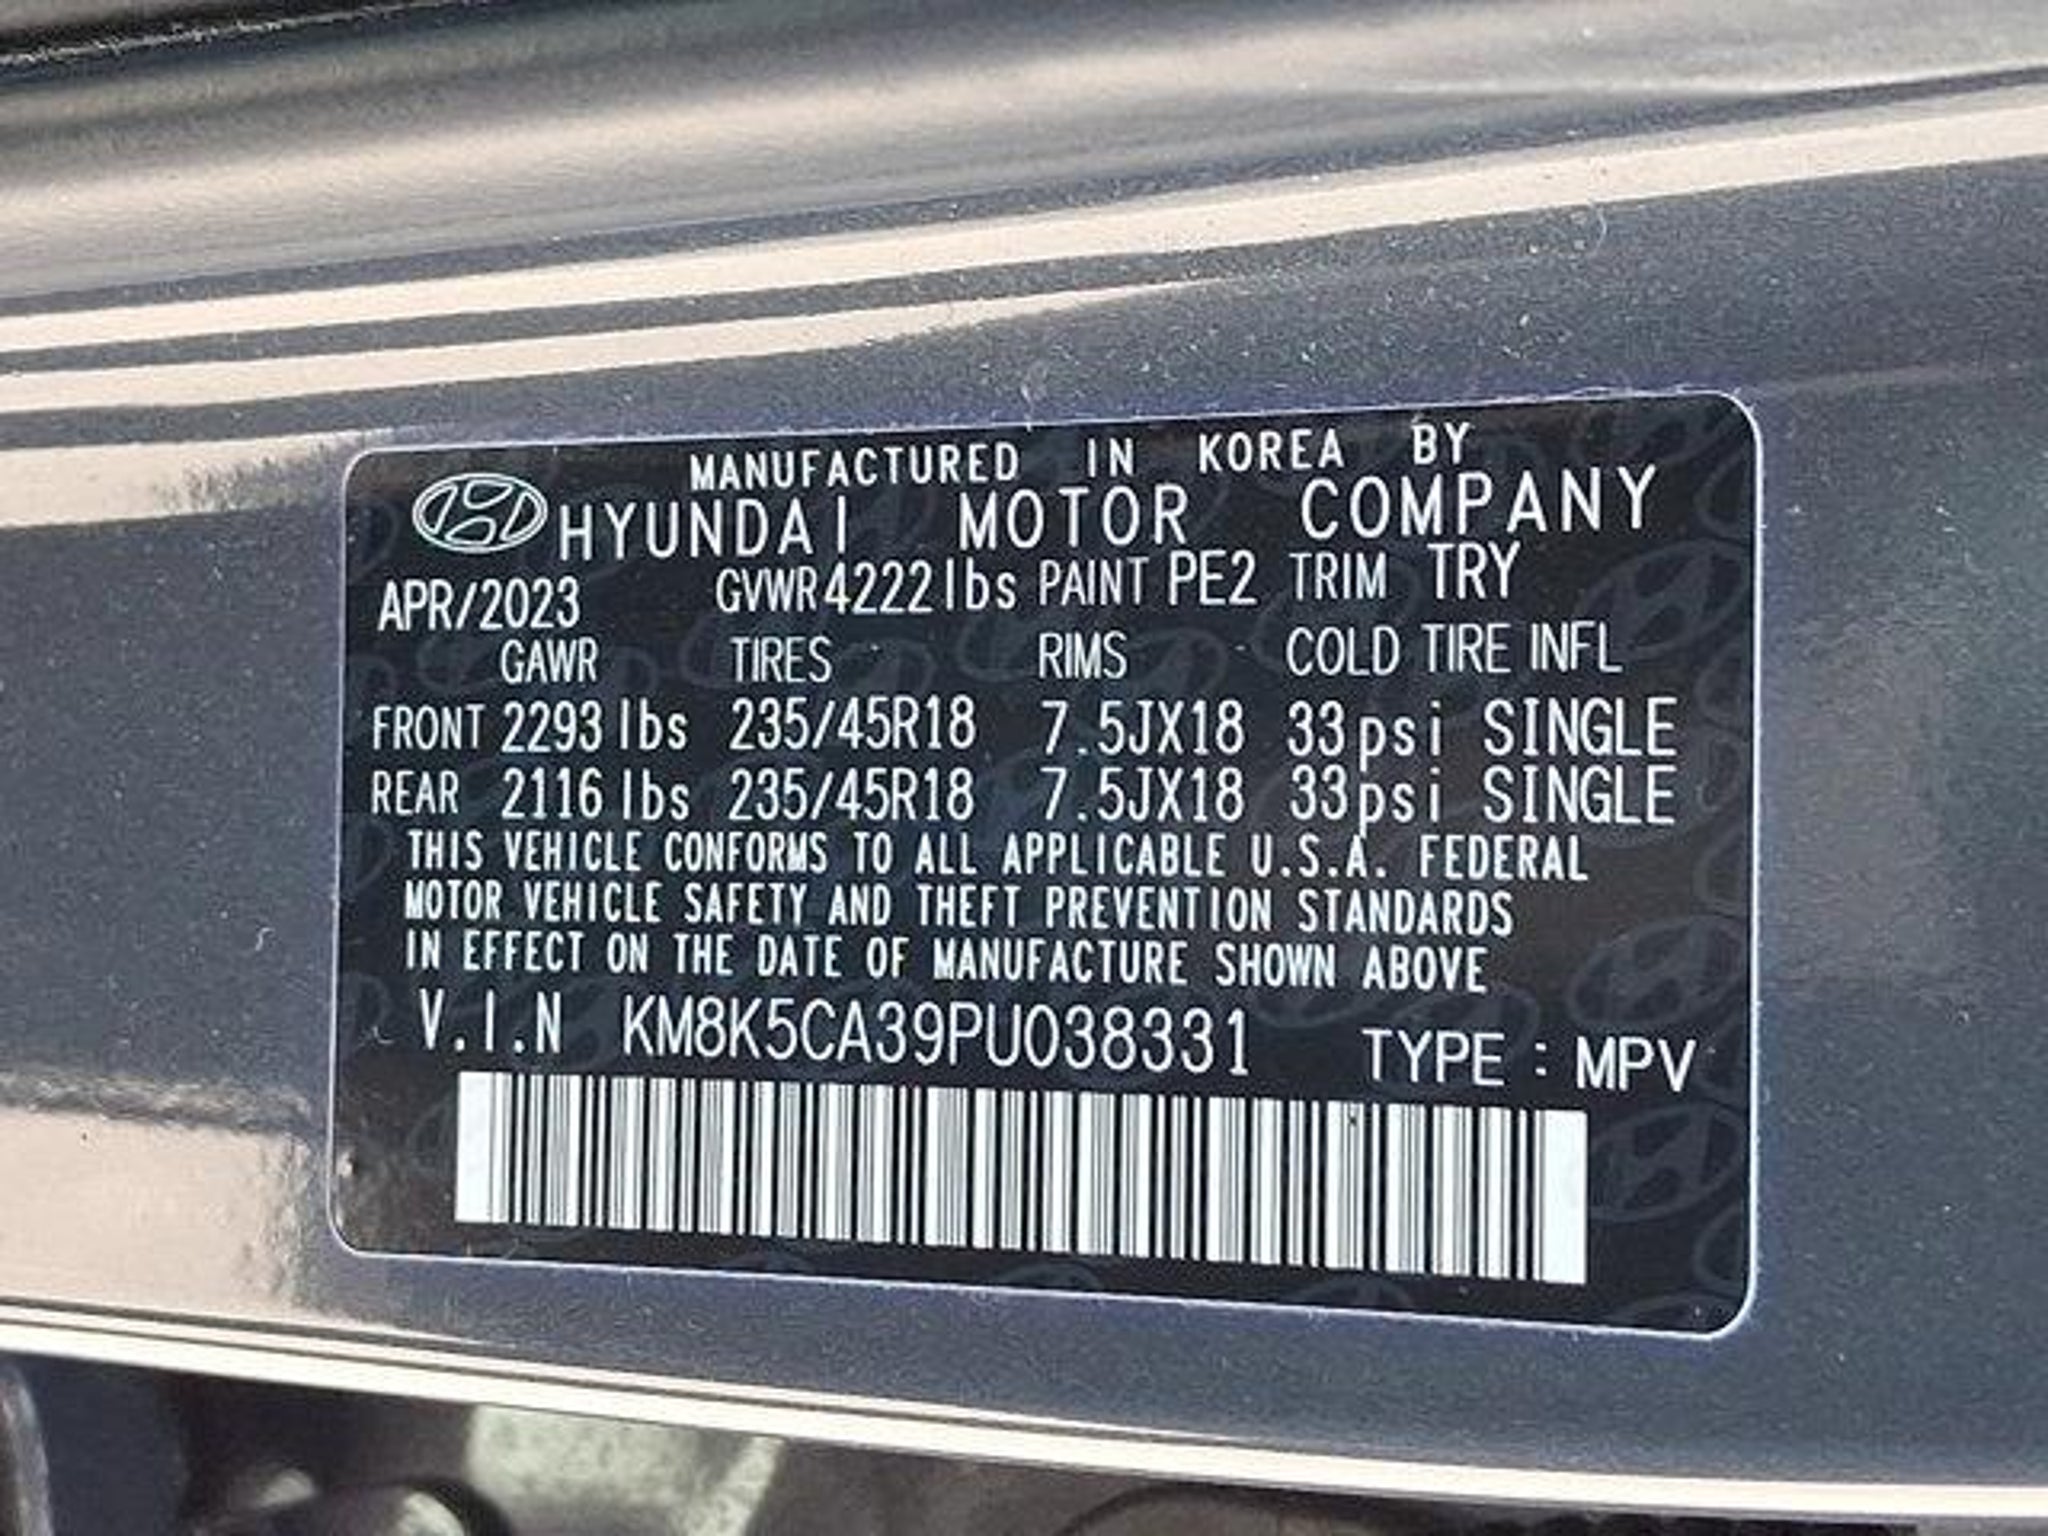 MANUFACTURED IN KOREA BY
HYUNDAI MOTOR COMPANY
APR/2023 GVWR 4222 lbs PAINT PE2 TRIM TRY
GAWR TIRES RIMS COLD TIRE INFL
FRONT 2293 lbs 235/45R18 7.5JX18 33psi SINGLE
REAR 2116 lbs 235/45R18 7.5JX18 33psi SINGLE
THIS VEHICLE CONFORMS TO ALL APPLICABLE U.S.A. FEDERAL
MOTOR VEHICLE SAFETY AND THEFT PREVENTION STANDARDS
IN EFFECT ON THE DATE OF MANUFACTURE SHOWN ABOVE
V.I.N KM8K5CA39PU038331 TYPE : MPV